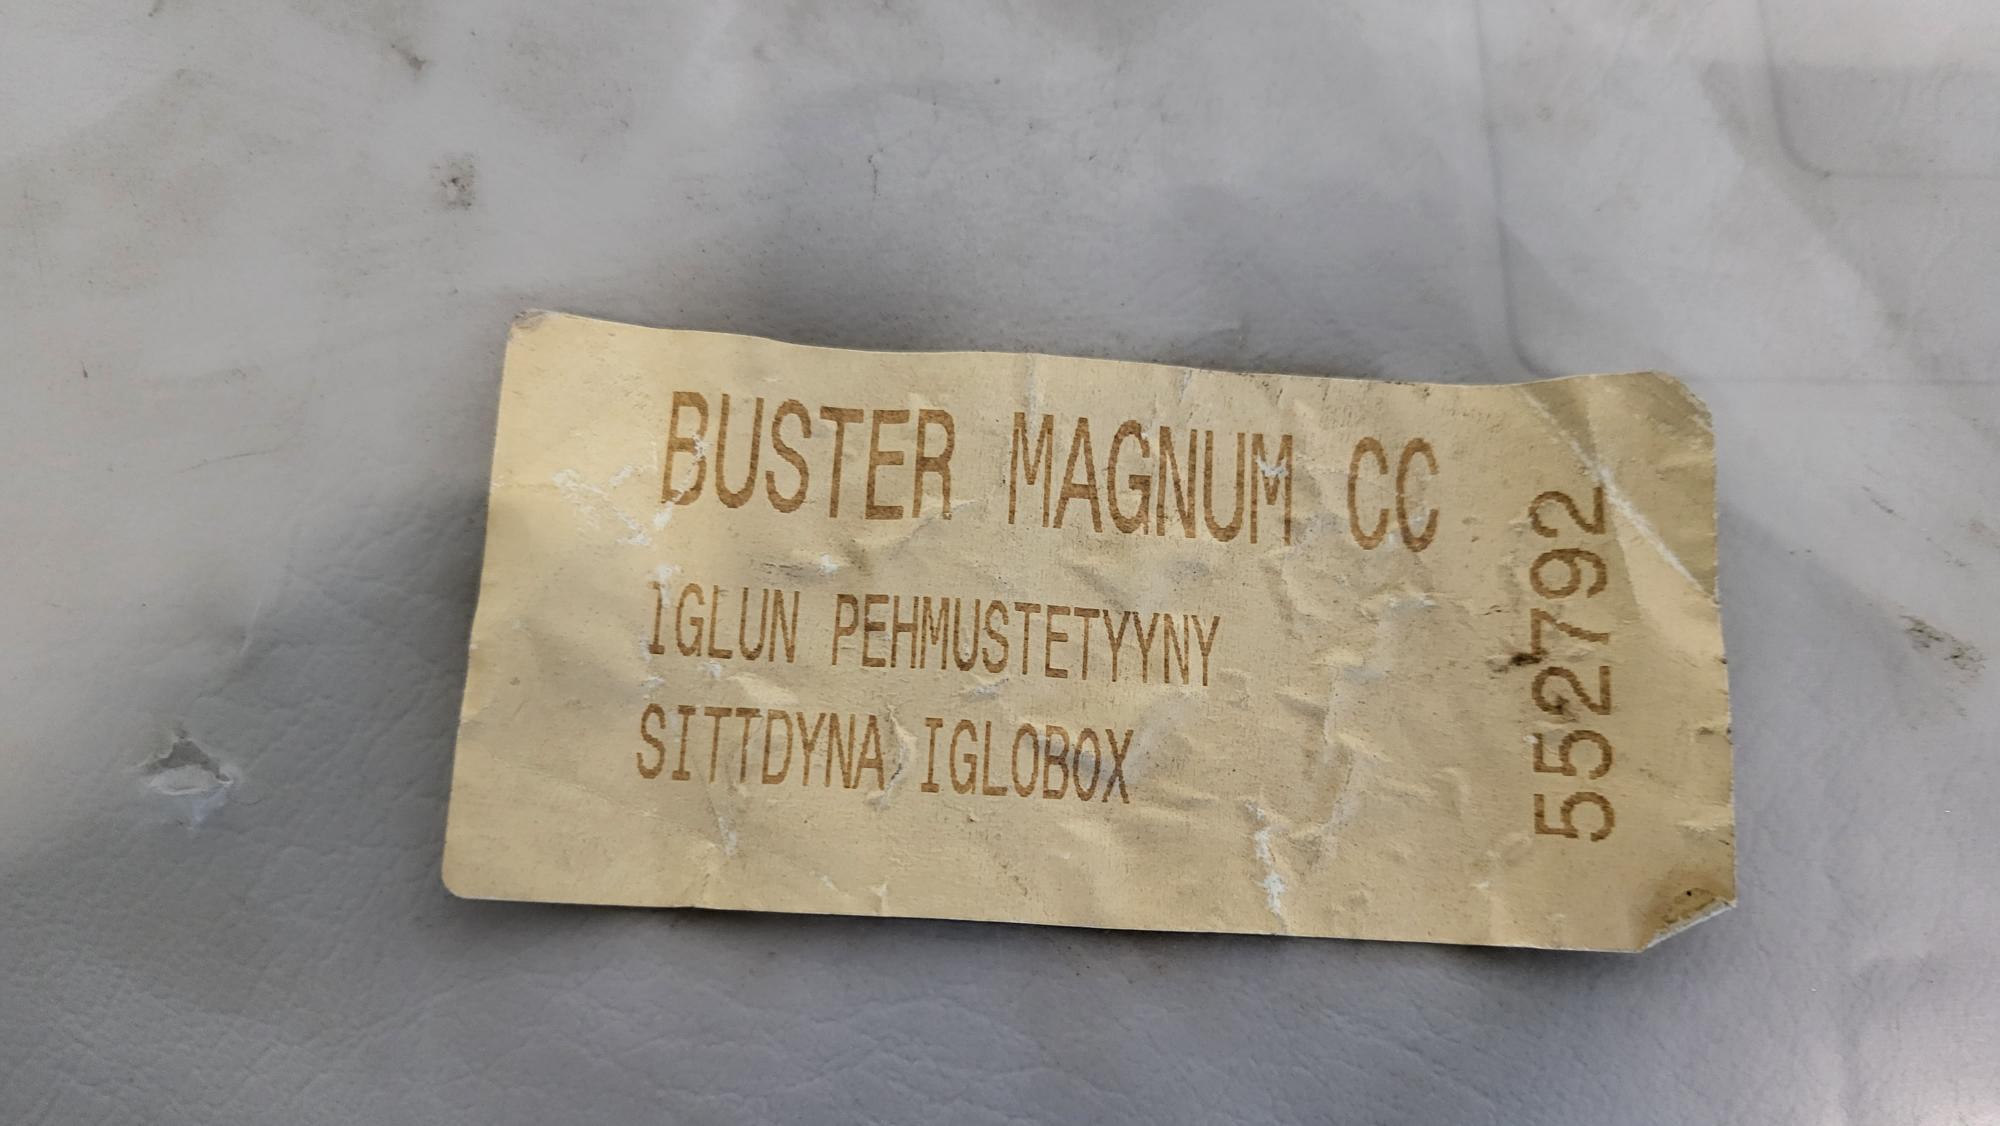 BUSTER MAGNUM CC
IGLUN PEHMUSTETYYNY
SITTDYNA IGLOBOX
552792